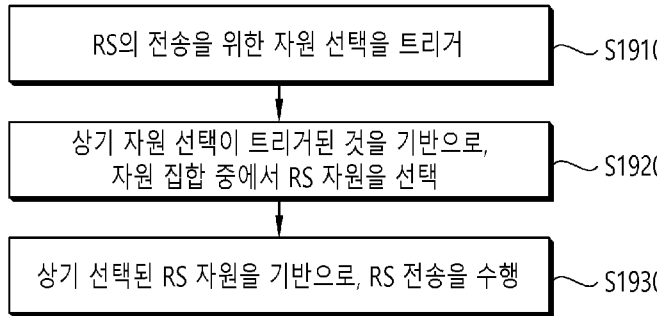 RS의 전송을 위한 자원 선택을 트리거
S1910
상기 자원 선택이 트리거된 것을 기반으로,
자원 집합 중에서 RS 자원을 선택
S1920
상기 선택된 RS 자원을 기반으로, RS 전송을 수행
S1930